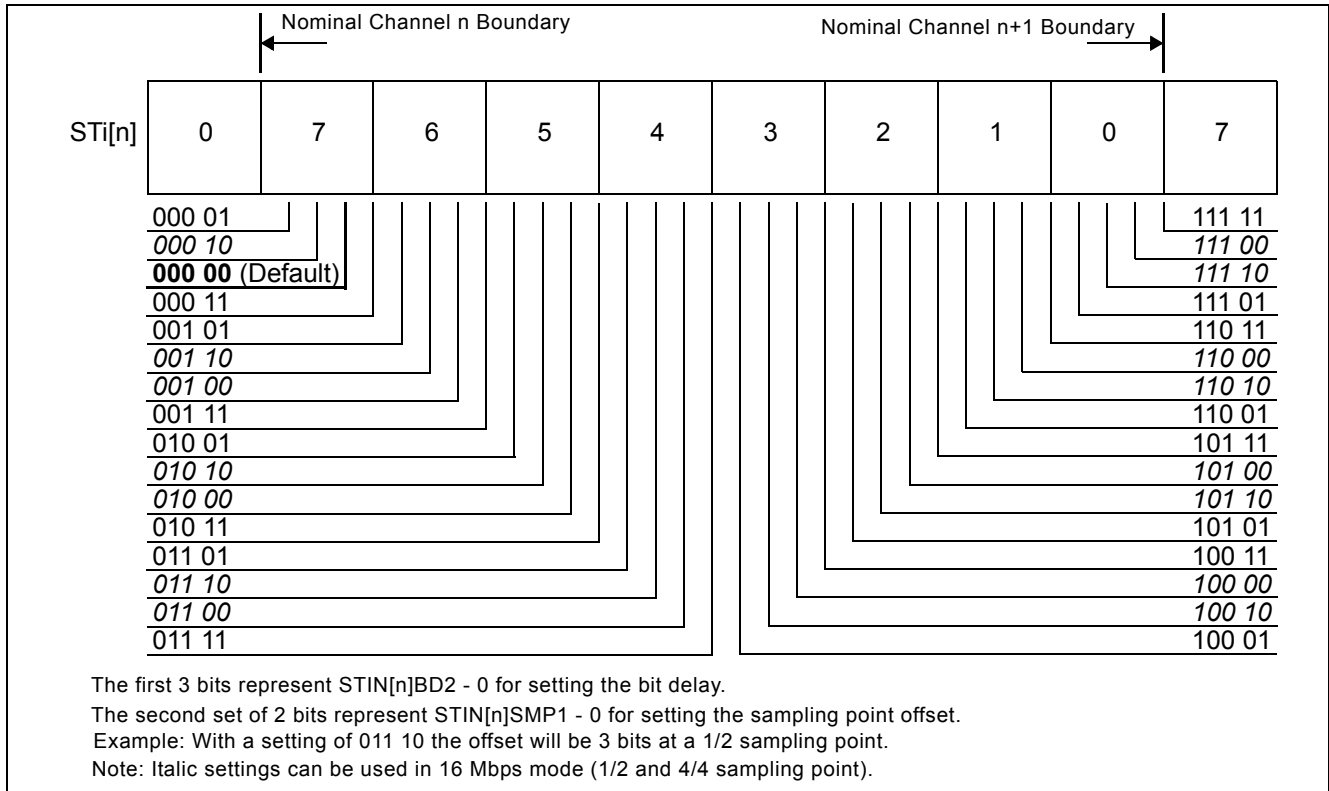 Nominal Channel n Boundary
Nominal Channel n+1 Boundary
STi[n] 0 7 6 5 4 3 2 1 0 7
000 01 111 11
000 10 111 00
000 00 (Default) 111 10
000 11 111 01
001 01 110 11
001 10 110 00
001 00 110 10
001 11 110 01
010 01 101 11
010 10 101 00
010 00 101 10
010 11 101 01
011 01 100 11
011 10 100 00
011 00 100 10
011 11 100 01
The first 3 bits represent STIN[n]BD2 - 0 for setting the bit delay.
The second set of 2 bits represent STIN[n]SMP1 - 0 for setting the sampling point offset.
Example: With a setting of 011 10 the offset will be 3 bits at a 1/2 sampling point.
Note: Italic settings can be used in 16 Mbps mode (1/2 and 4/4 sampling point).